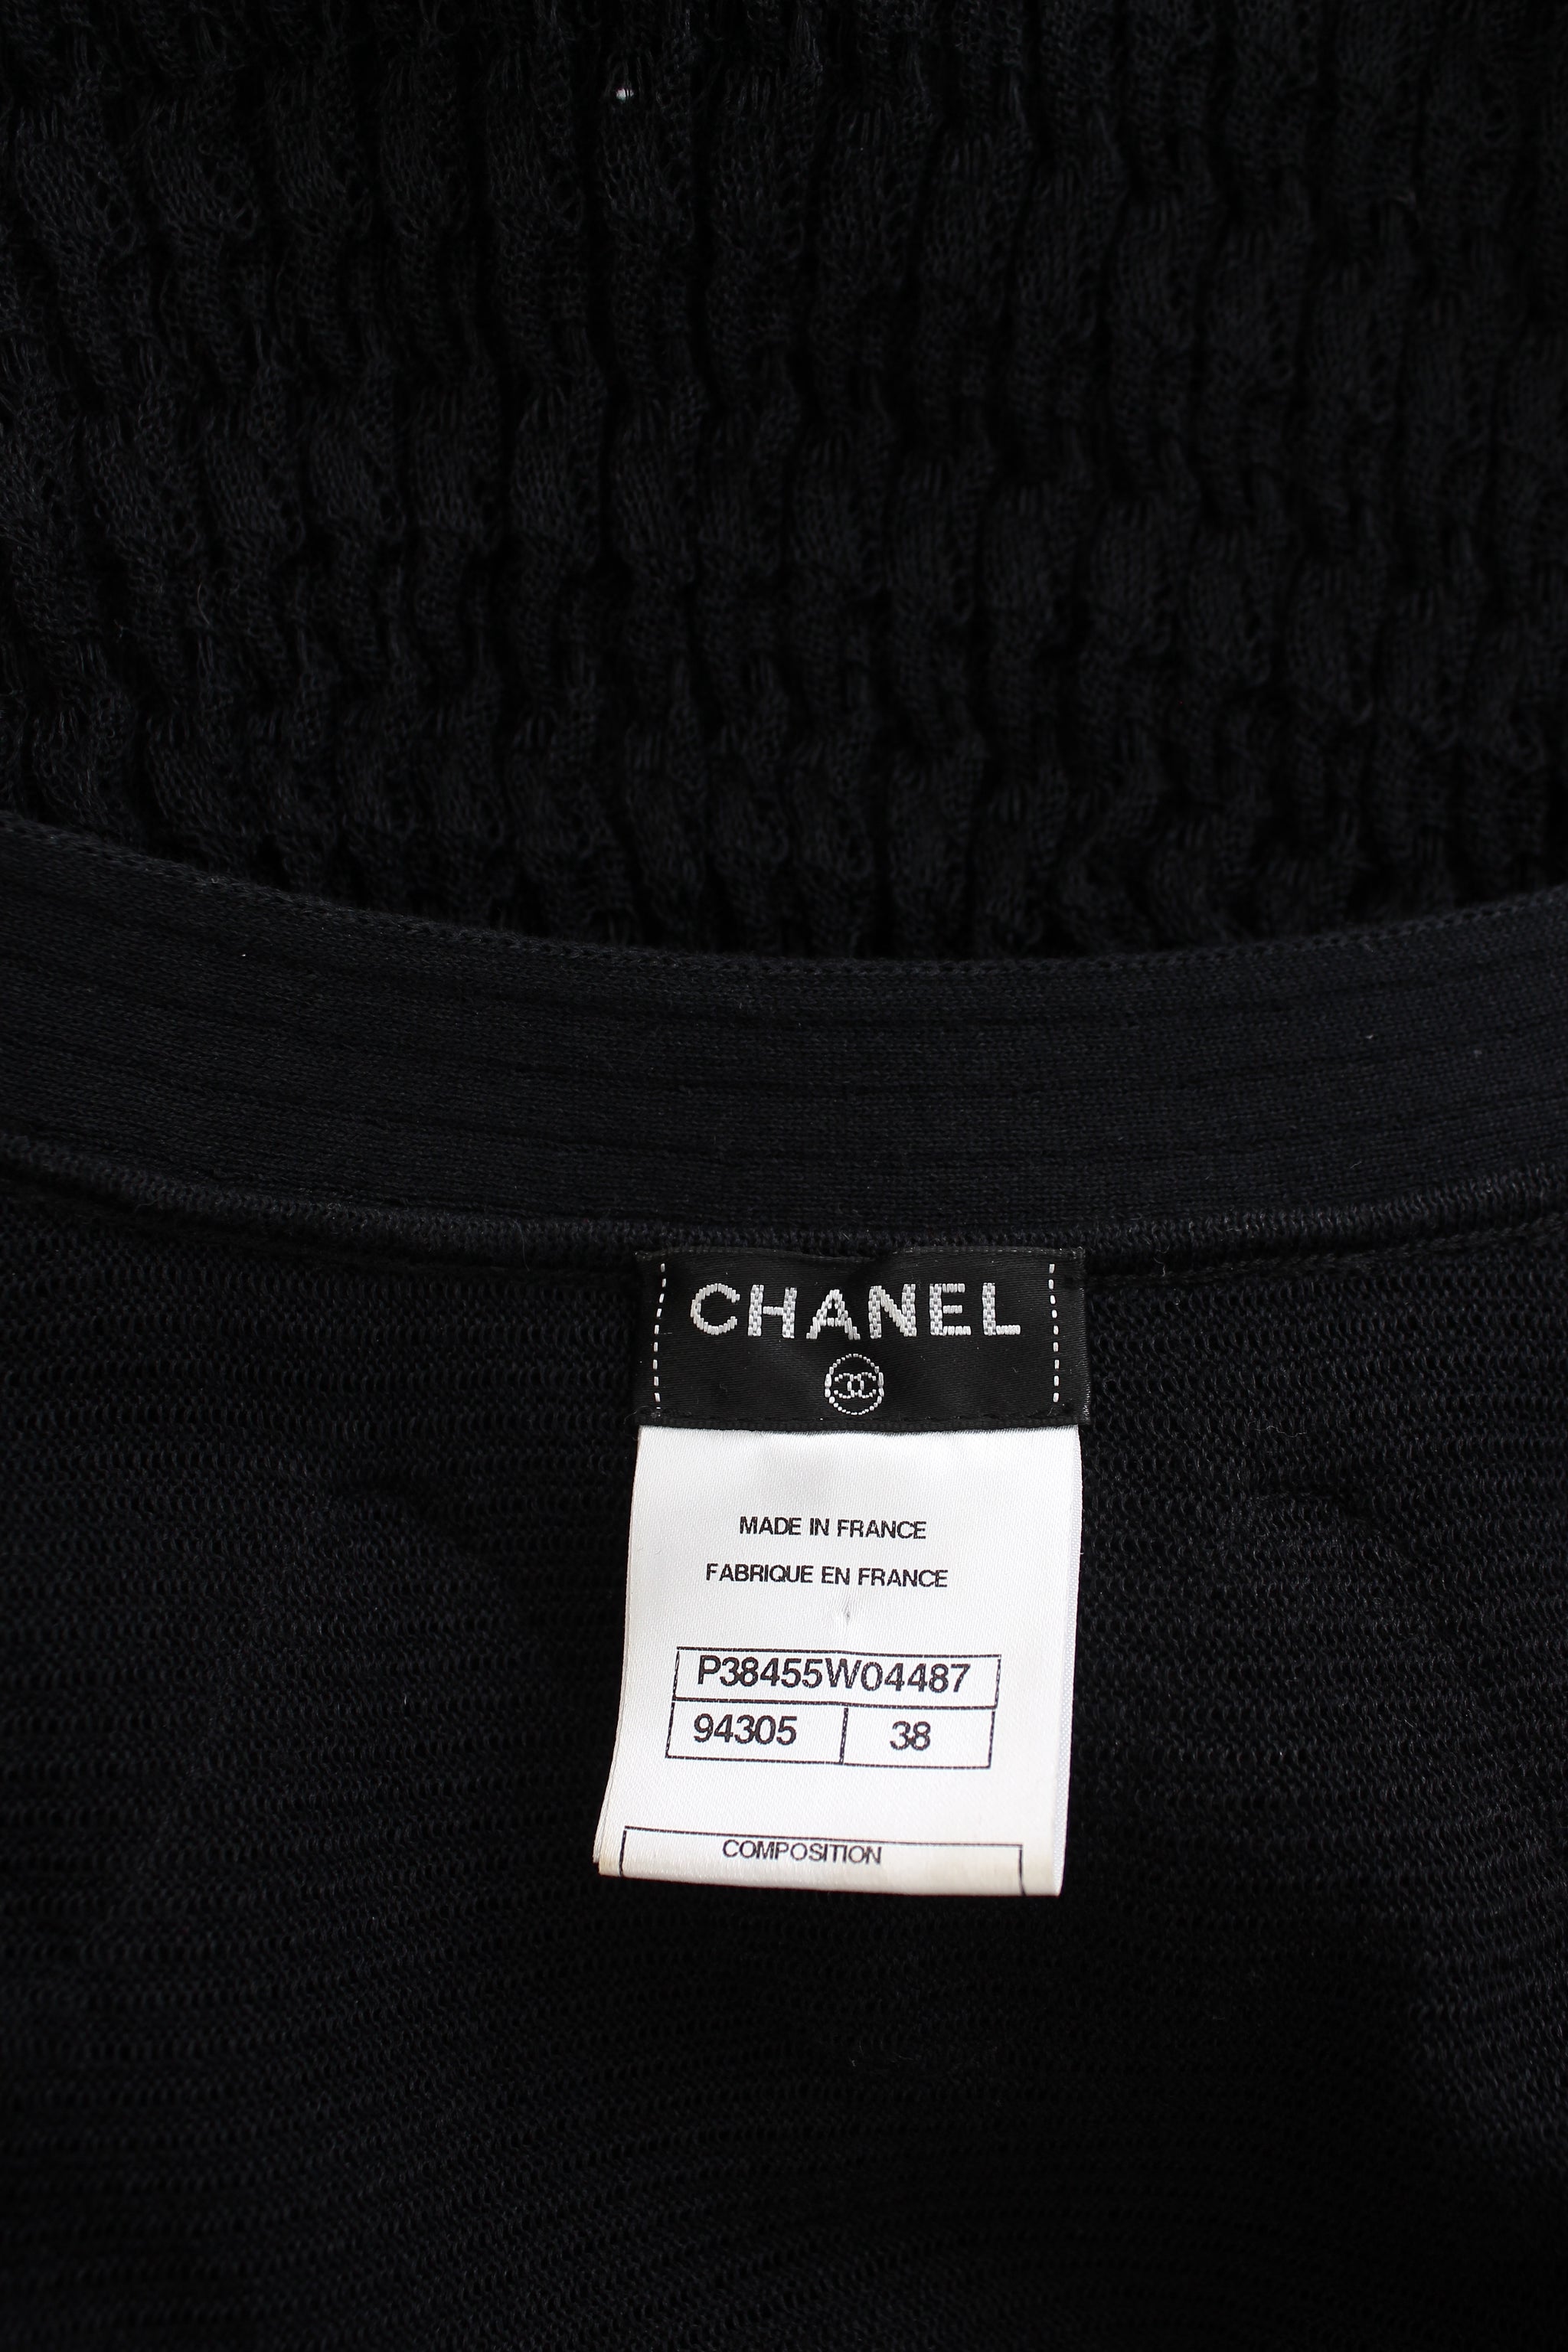 CHANEL
MADE IN FRANCE
FABRIQUE EN FRANCE
P38455W04487
94305 38
COMPOSITION